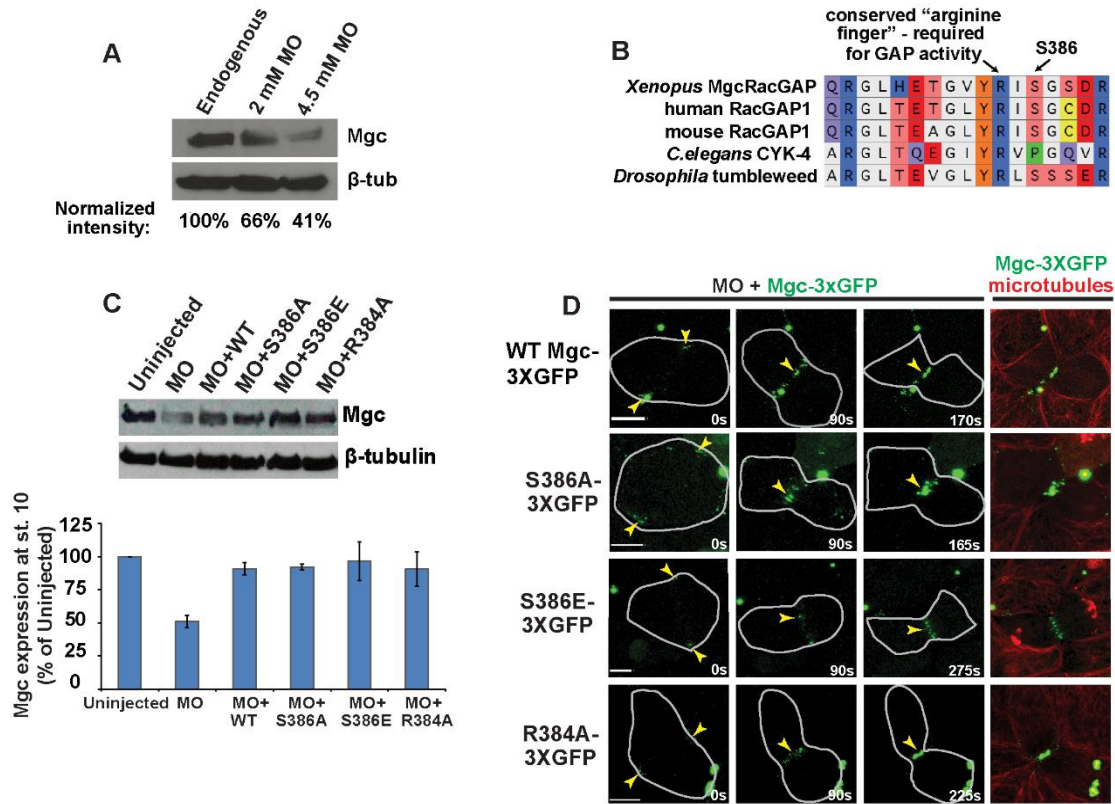 A
Endogenous
2 mM MO
4.5 mM MO
Mgc
β-tub
Normalized
intensity:
100% 66% 41%
B
conserved "arginine
finger" - required
for GAP activity
S386
Xenopus MgcRacGAP Q R G L H E T G V Y R I S G S D R
human RacGAP1 Q R G L T E T G L Y R I S G C D R
mouse RacGAP1 Q R G L T E A G L Y R I S G C D R
C.elegans CYK-4 A R G L T Q E G I Y R V P G Q V R
Drosophila tumbleweed A R G L T E V G L Y R L S S S E R
C
Uninjected
MO
MO+WT
MO+S386A
MO+S386E
MO+R384A
Mgc
β-tubulin
Mgc expression at st. 10
(% of Uninjected)
125
100
75
50
25
0
Uninjected MO MO+ MO+ MO+ MO+
WT S386A S386E R384A
D
MO + Mgc-3xGFP
Mgc-3XGFP
microtubules
WT Mgc-
3XGFP
0s 90s 170s
S386A-
3XGFP
0s 90s 165s
S386E-
3XGFP
0s 90s 275s
R384A-
3XGFP
0s 90s 225s